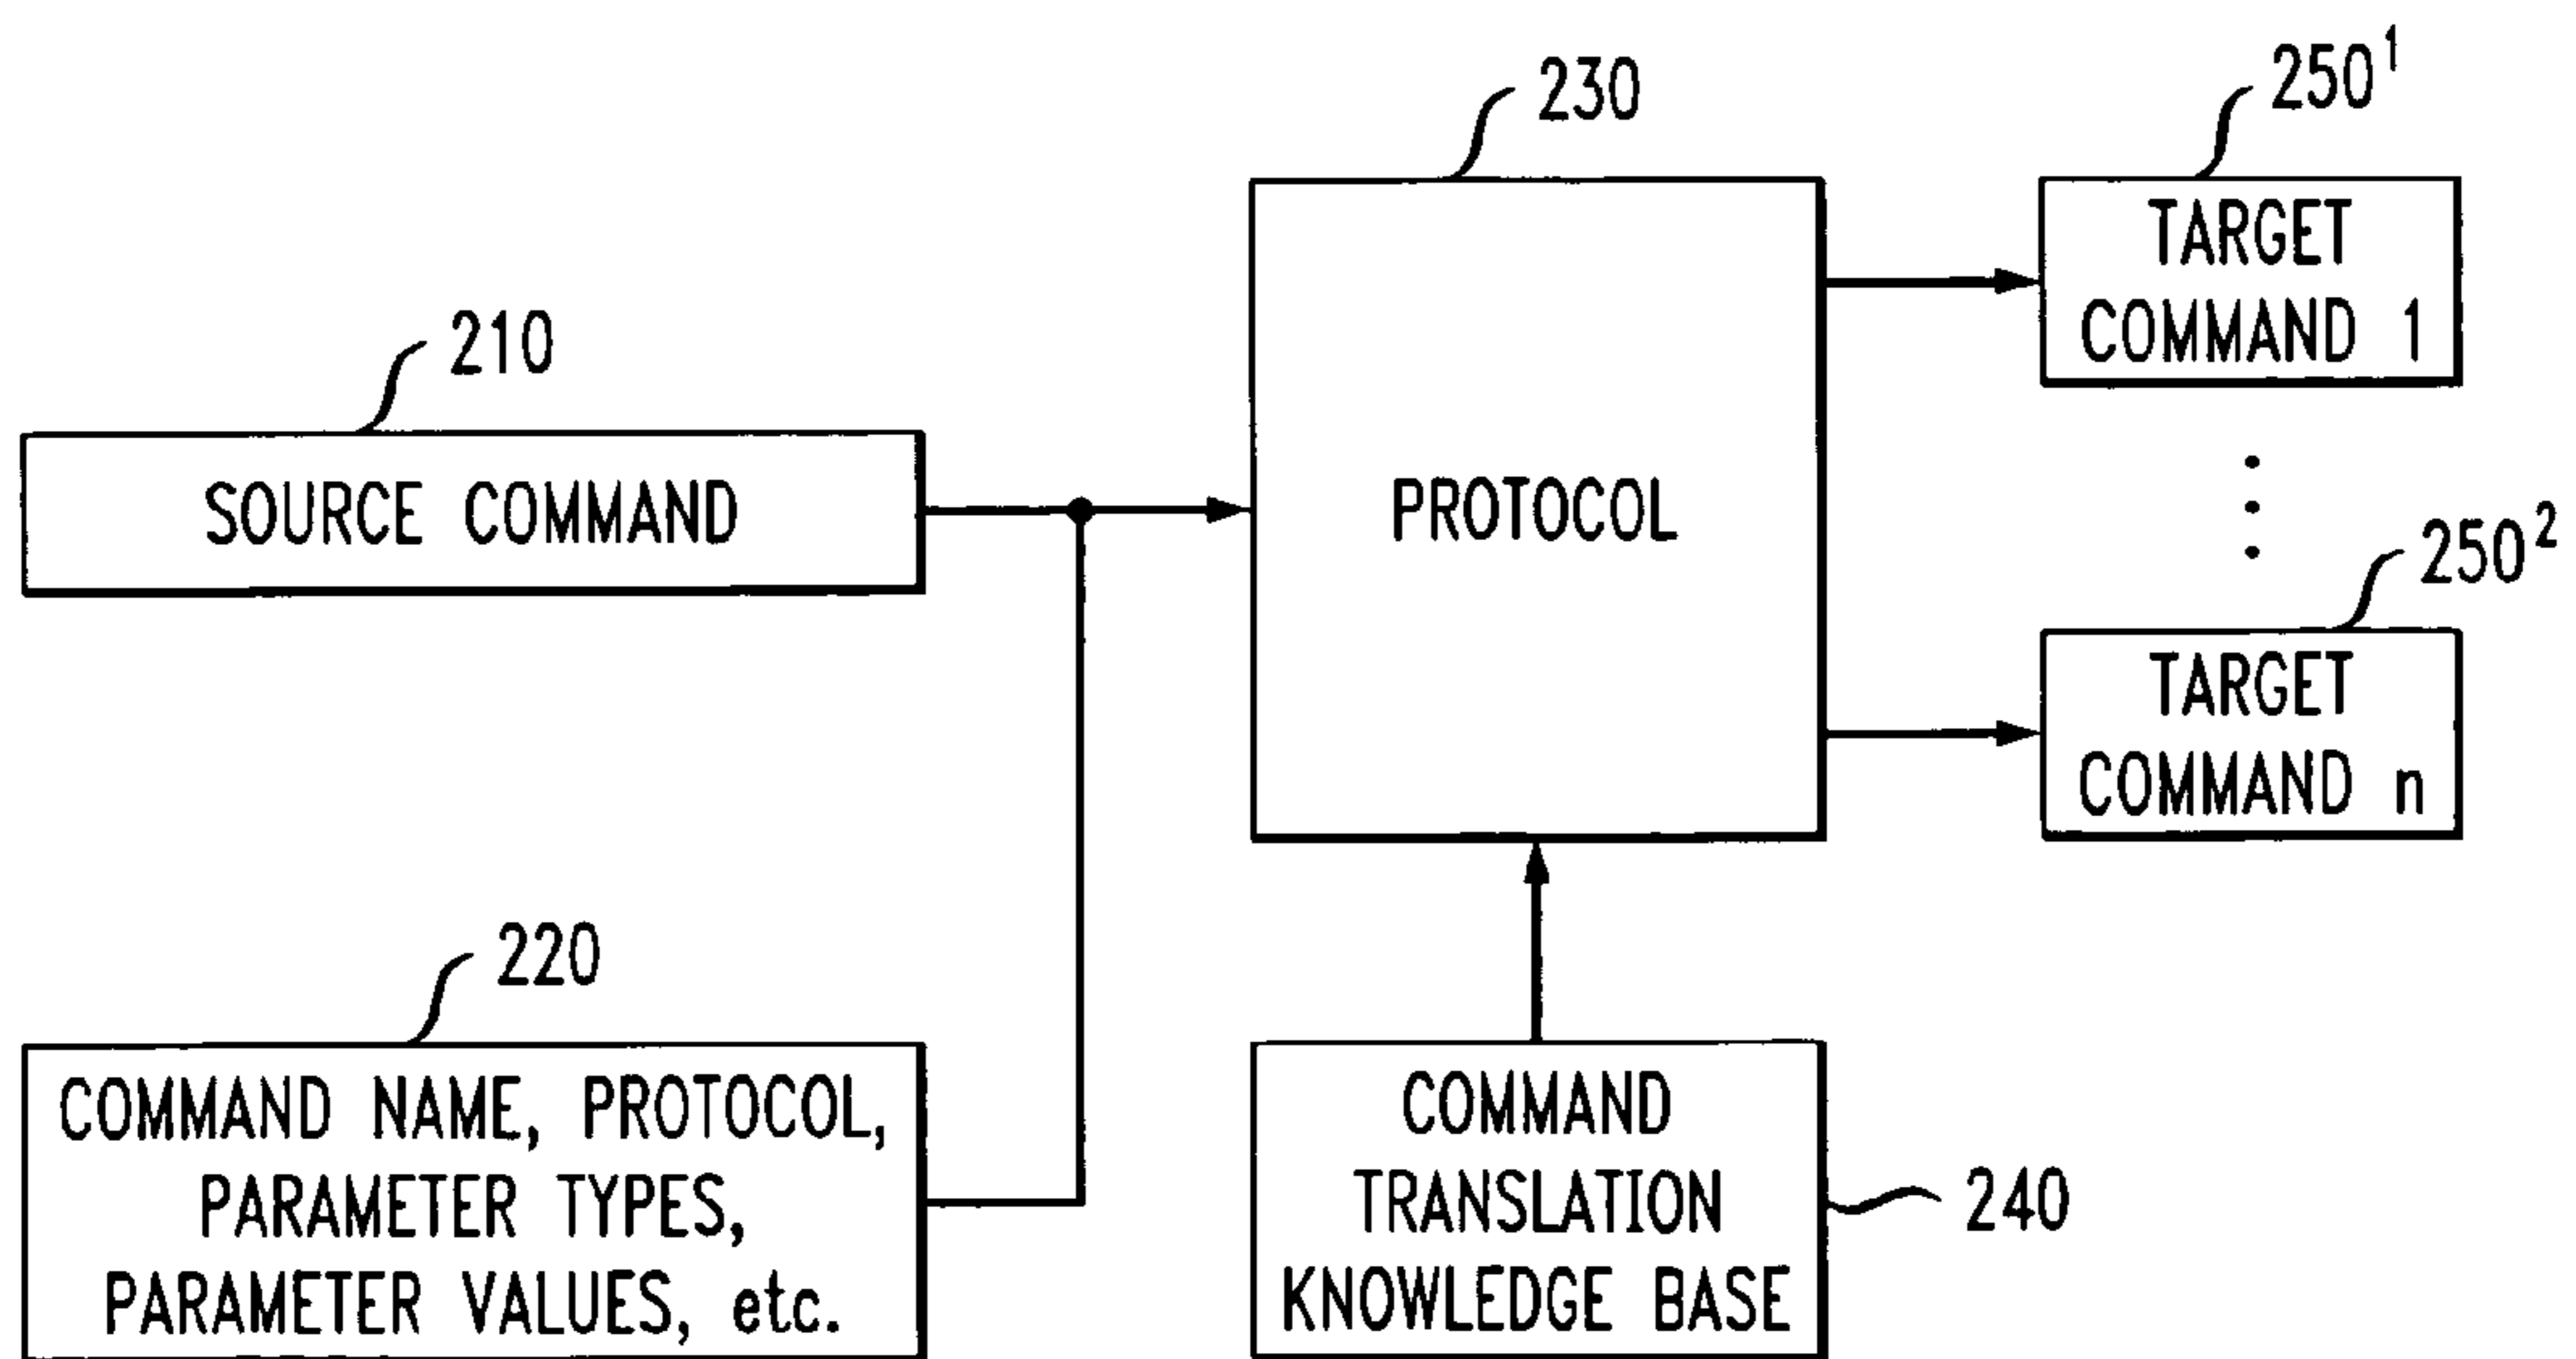 230
250¹
TARGET
COMMAND 1
210
SOURCE COMMAND
PROTOCOL
250²
TARGET
COMMAND n
220
COMMAND NAME, PROTOCOL,
PARAMETER TYPES,
PARAMETER VALUES, etc.
COMMAND
TRANSLATION
KNOWLEDGE BASE
240